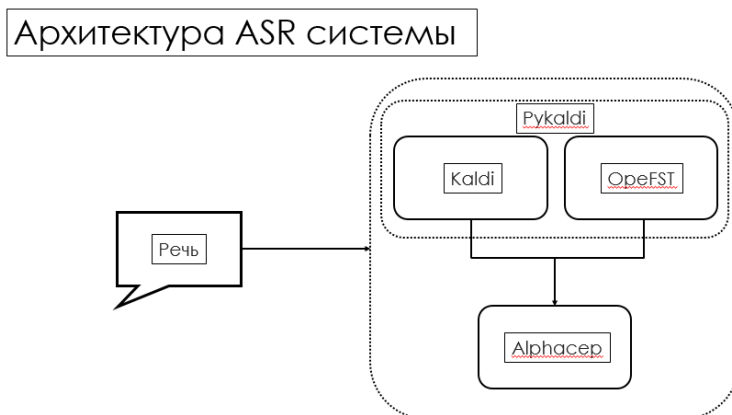 Архитектура ASR системы
Pykaldi
Kaldi
OpeFST
Речь
Alphacep